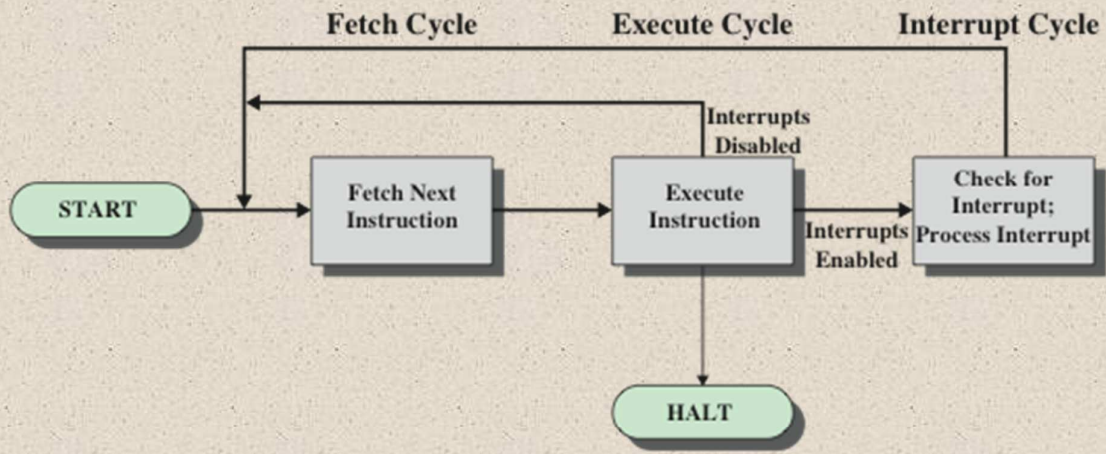 Fetch Cycle
Execute Cycle
Interrupt Cycle
Interrupts
Disabled
START
Fetch Next
Instruction
Execute
Instruction
Interrupts
Enabled
Check for
Interrupt;
Process Interrupt
HALT